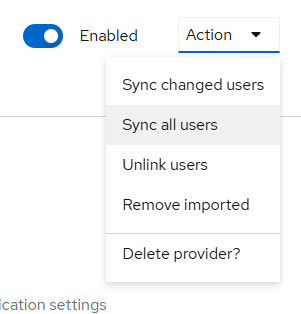 Enabled
Action
Sync changed users
Sync all users
Unlink users
Remove imported
Delete provider?
ication settings